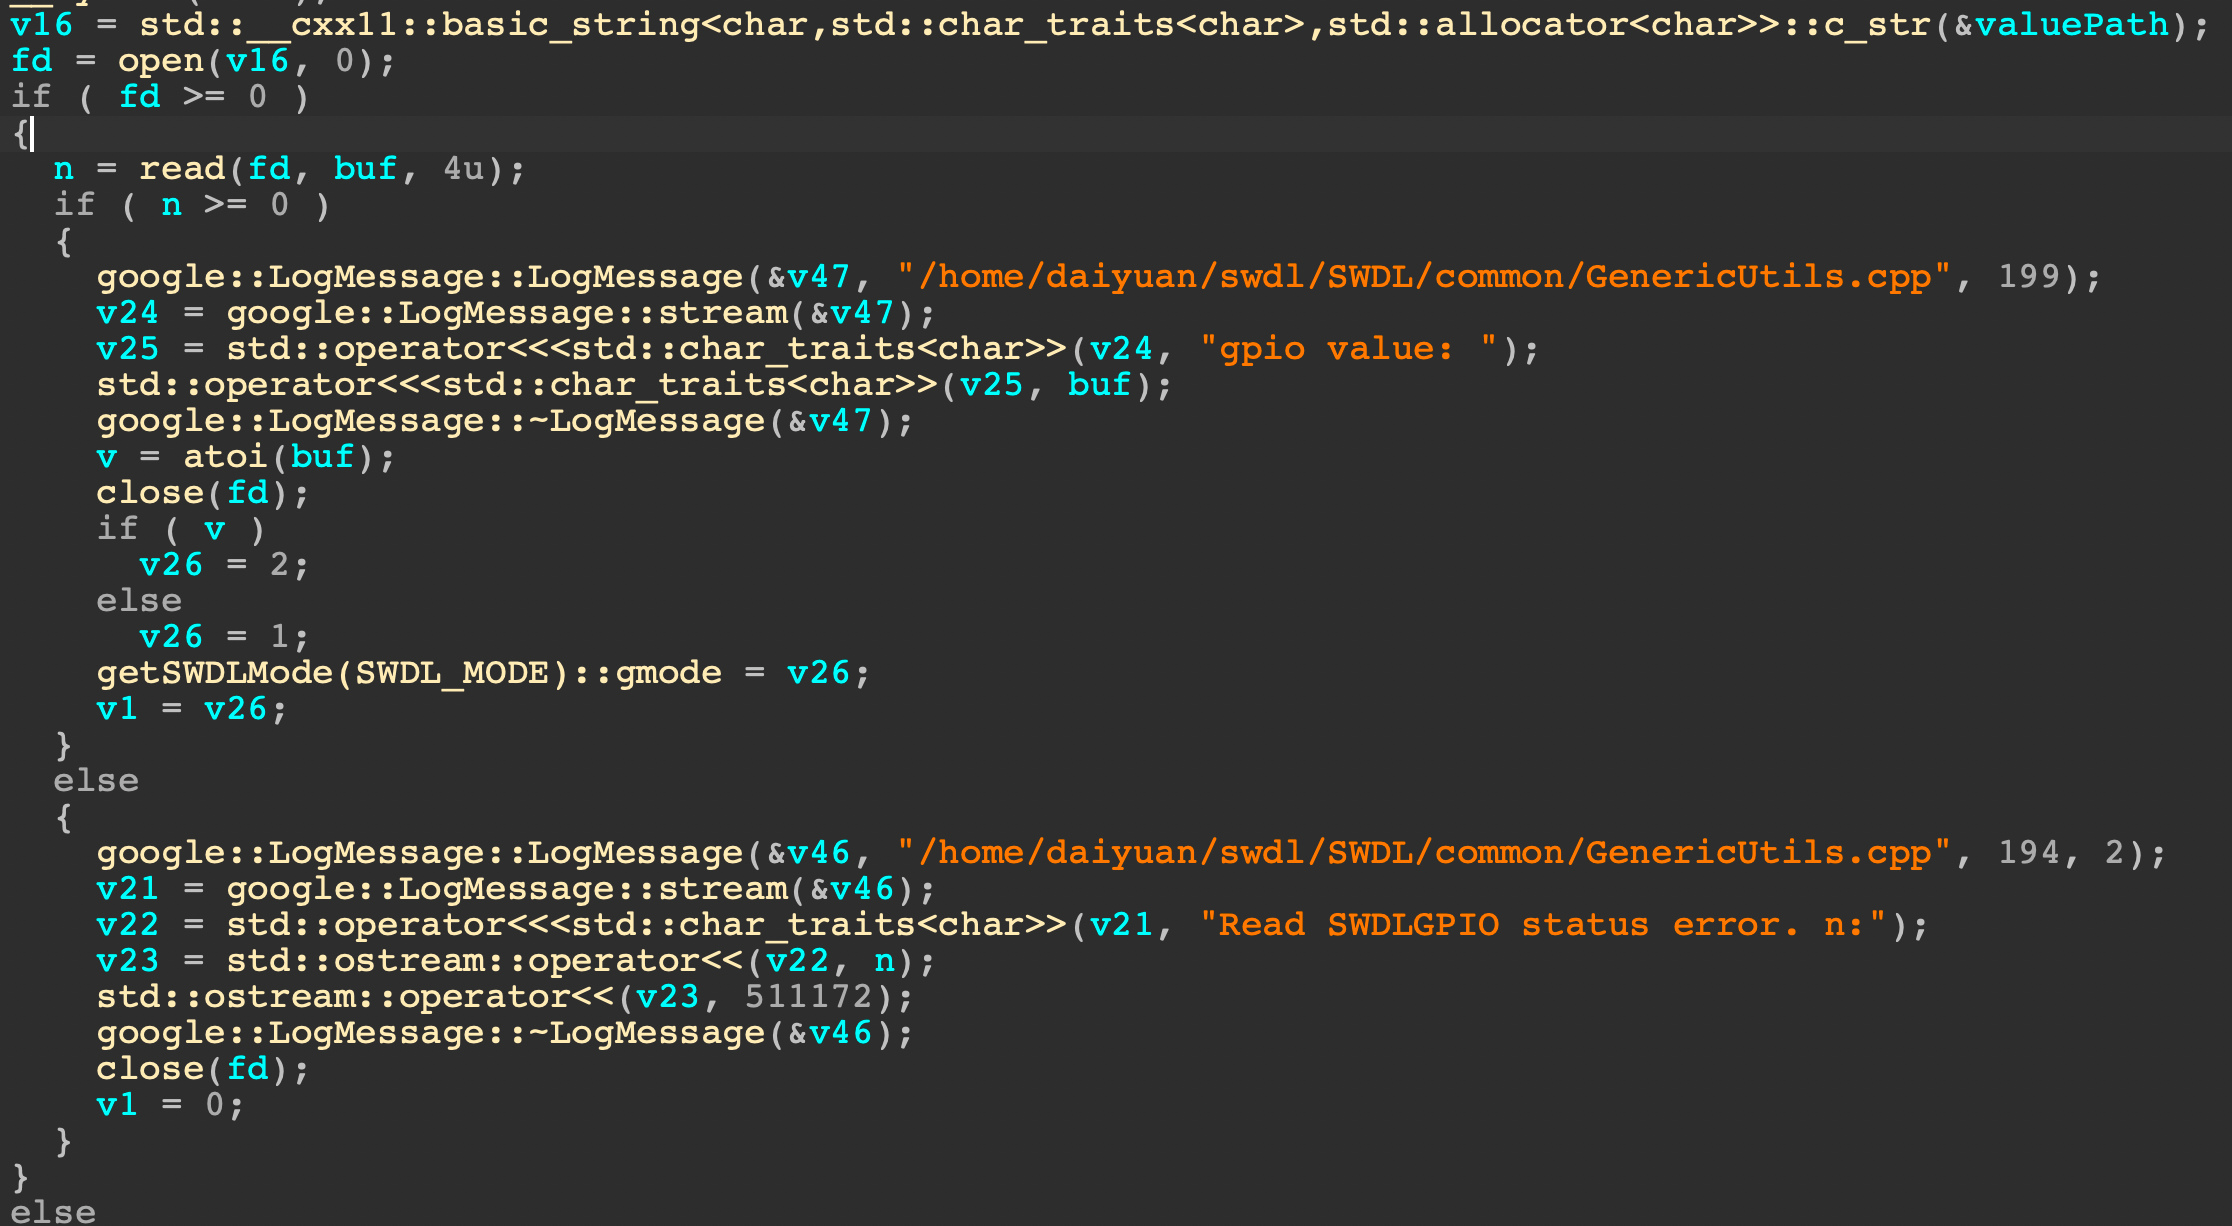 v16 = std::__cxx11::basic_string<char,std::char_traits<char>,std::allocator<char>>::c_str(&valuePath);
fd = open(v16, 0);
if ( fd >= 0 )
{
  n = read(fd, buf, 4u);
  if ( n >= 0 )
  {
    google::LogMessage::LogMessage(&v47, "/home/daiyuan/swdl/SWDL/common/GenericUtils.cpp", 199);
    v24 = google::LogMessage::stream(&v47);
    v25 = std::operator<<<std::char_traits<char>>(v24, "gpio value: ");
    std::operator<<<std::char_traits<char>>(v25, buf);
    google::LogMessage::~LogMessage(&v47);
    v = atoi(buf);
    close(fd);
    if ( v )
      v26 = 2;
    else
      v26 = 1;
    getSWDLMode(SWDL_MODE)::gmode = v26;
    v1 = v26;
  }
  else
  {
    google::LogMessage::LogMessage(&v46, "/home/daiyuan/swdl/SWDL/common/GenericUtils.cpp", 194, 2);
    v21 = google::LogMessage::stream(&v46);
    v22 = std::operator<<<std::char_traits<char>>(v21, "Read SWDLGPIO status error. n:");
    v23 = std::ostream::operator<<(v22, n);
    std::ostream::operator<<(v23, 511172);
    google::LogMessage::~LogMessage(&v46);
    close(fd);
    v1 = 0;
  }
}
else